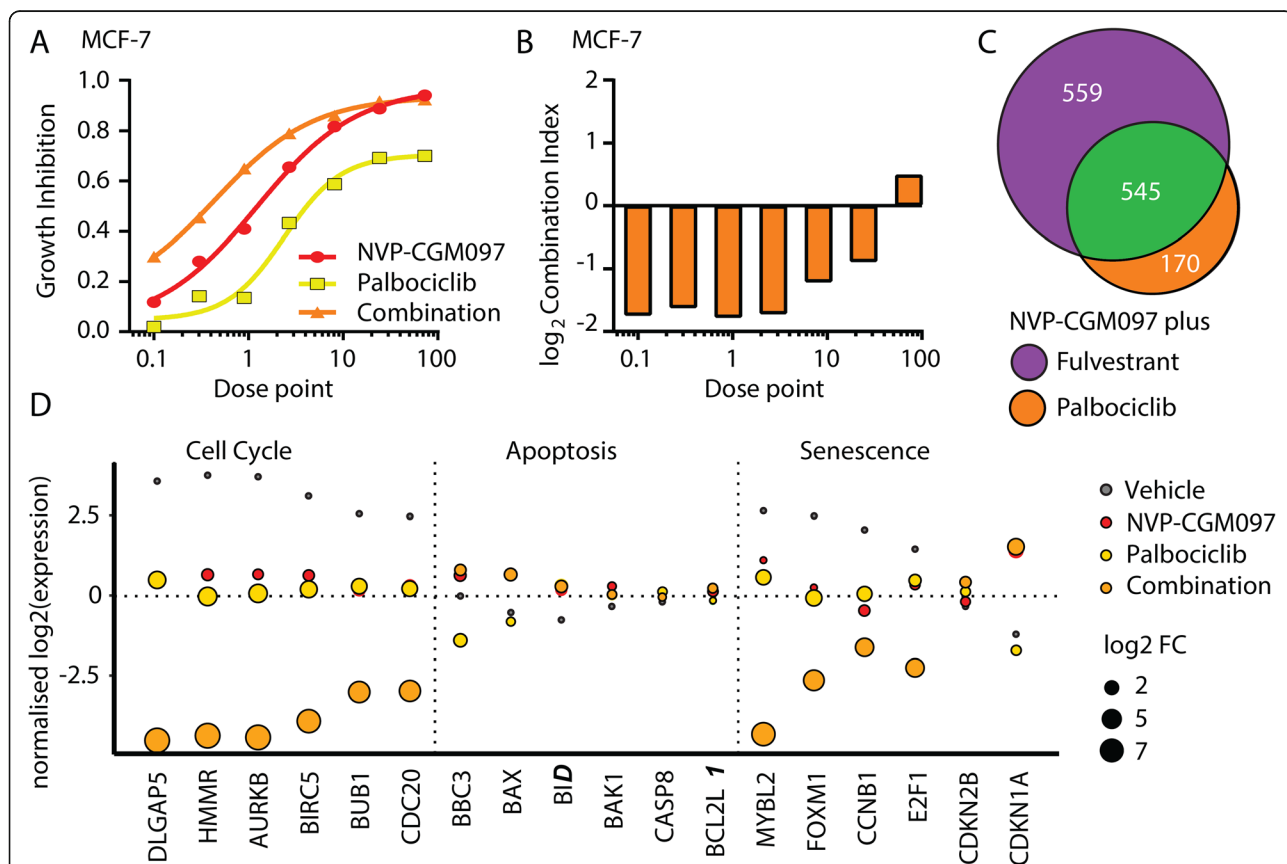 A MCF-7
Growth Inhibition
1.0
0.8
0.6
0.4
0.2
0.0
0.1 1 10 100
Dose point
NVP-CGM097
Palbociclib
Combination
B MCF-7
log2 Combination Index
2
1
0
-1
-2
0.1 1 10 100
Dose point
C
559
545
170
NVP-CGM097 plus
Fulvestrant
Palbociclib
D
Cell Cycle Apoptosis Senescence
normalised log2(expression)
2.5
0
-2.5
DLGAP5
HMMR
AURKB
BIRC5
BUB1
CDC20
BBC3
BAX
BID
BAK1
CASP8
BCL2L 1
MYBL2
FOXM1
CCNB1
E2F1
CDKN2B
CDKN1A
Vehicle
NVP-CGM097
Palbociclib
Combination
log2 FC
2
5
7